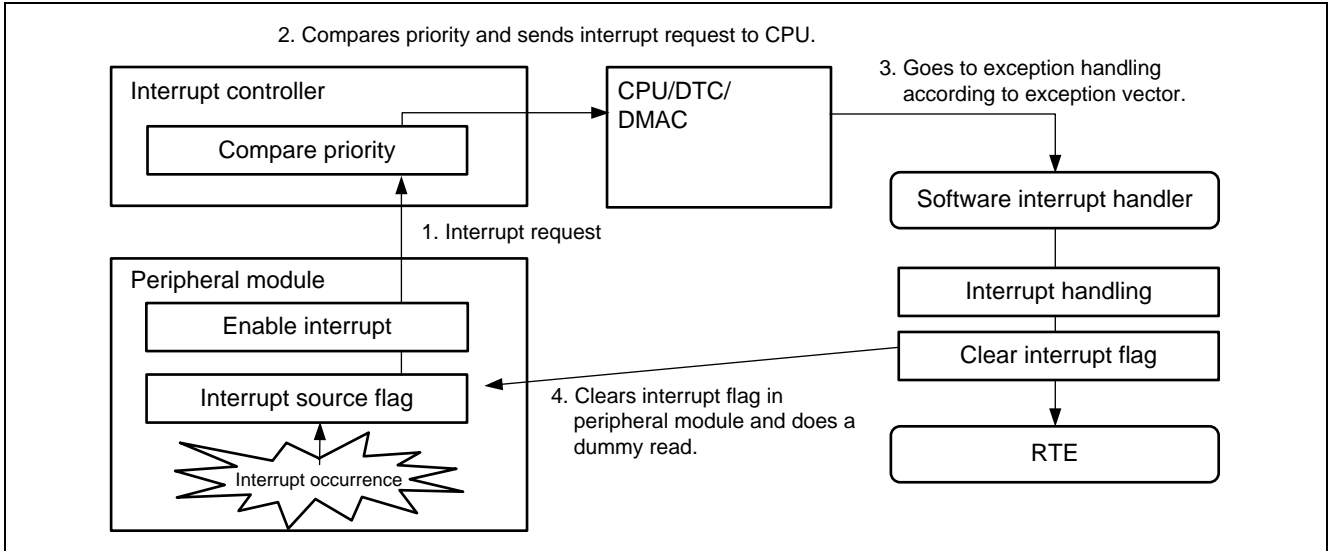 2. Compares priority and sends interrupt request to CPU.
Interrupt controller
Compare priority
CPU/DTC/
DMAC
3. Goes to exception handling
according to exception vector.
Software interrupt handler
1. Interrupt request
Peripheral module
Enable interrupt
Interrupt source flag
Interrupt occurrence
Interrupt handling
Clear interrupt flag
4. Clears interrupt flag in
peripheral module and does a
dummy read.
RTE